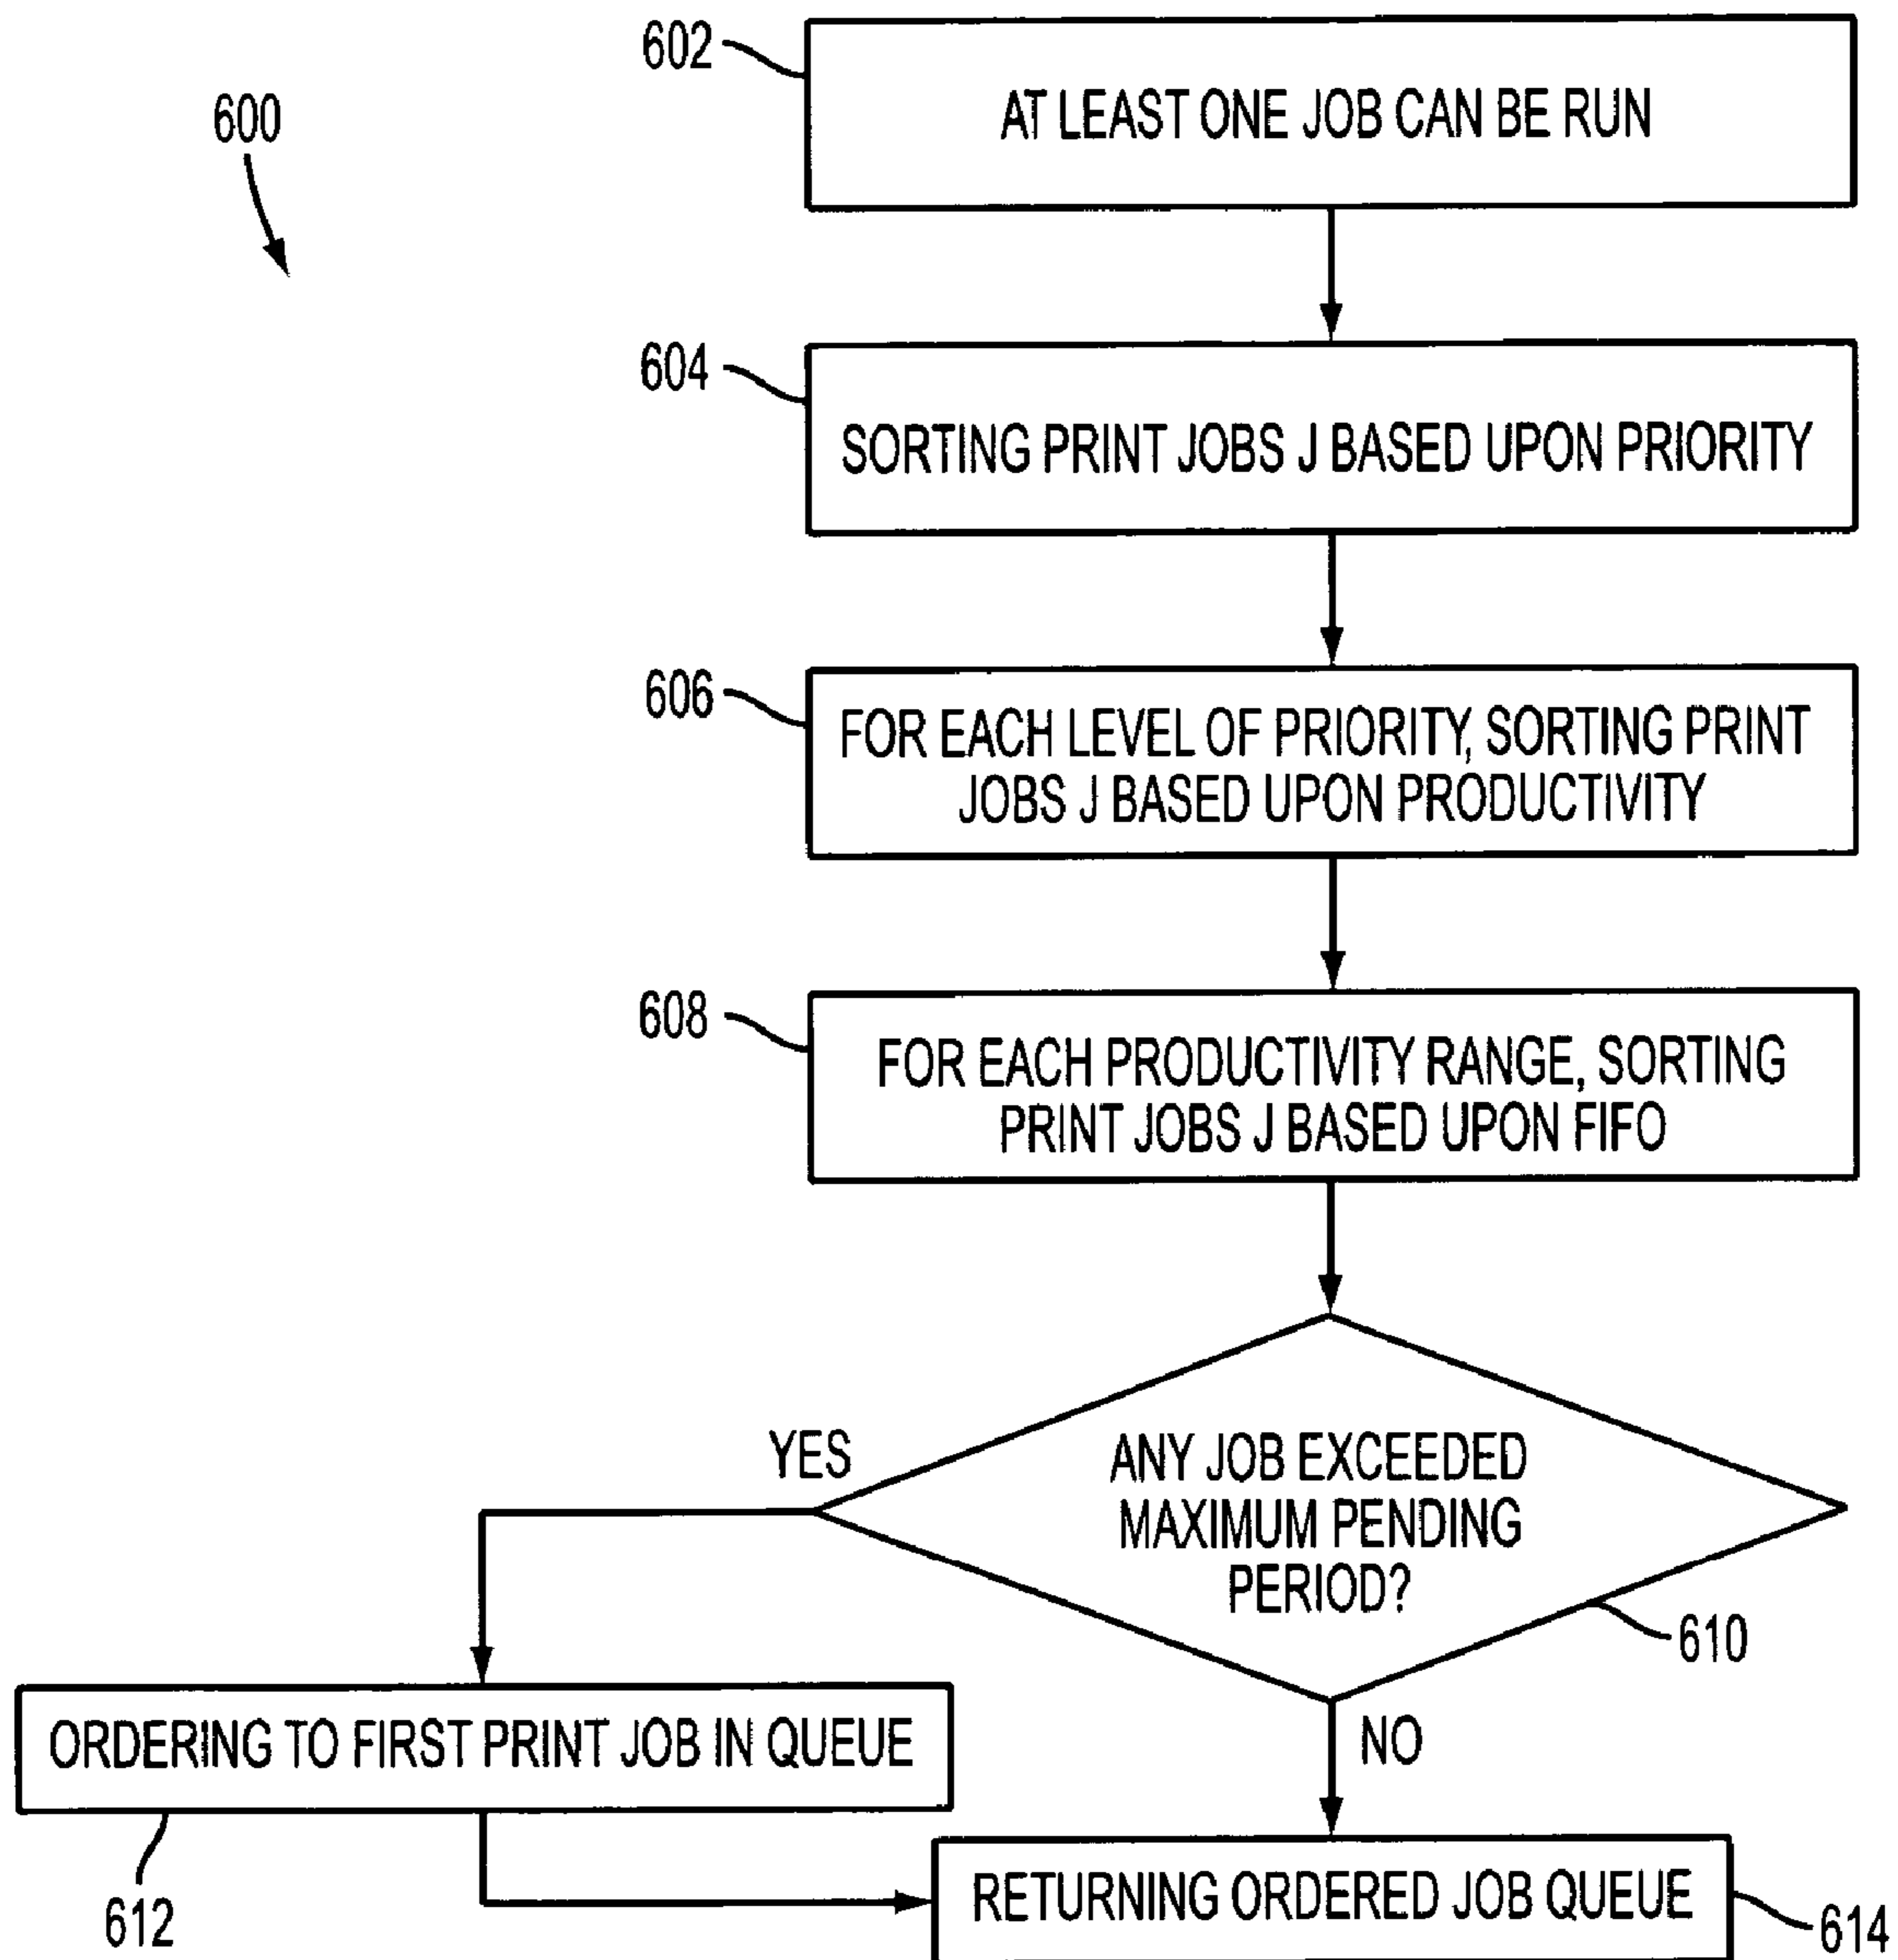 602
AT LEAST ONE JOB CAN BE RUN
600
604
SORTING PRINT JOBS J BASED UPON PRIORITY
606
FOR EACH LEVEL OF PRIORITY, SORTING PRINT
JOBS J BASED UPON PRODUCTIVITY
608
FOR EACH PRODUCTIVITY RANGE, SORTING
PRINT JOBS J BASED UPON FIFO
YES
ANY JOB EXCEEDED
MAXIMUM PENDING
PERIOD?
610
ORDERING TO FIRST PRINT JOB IN QUEUE
NO
612
RETURNING ORDERED JOB QUEUE
614